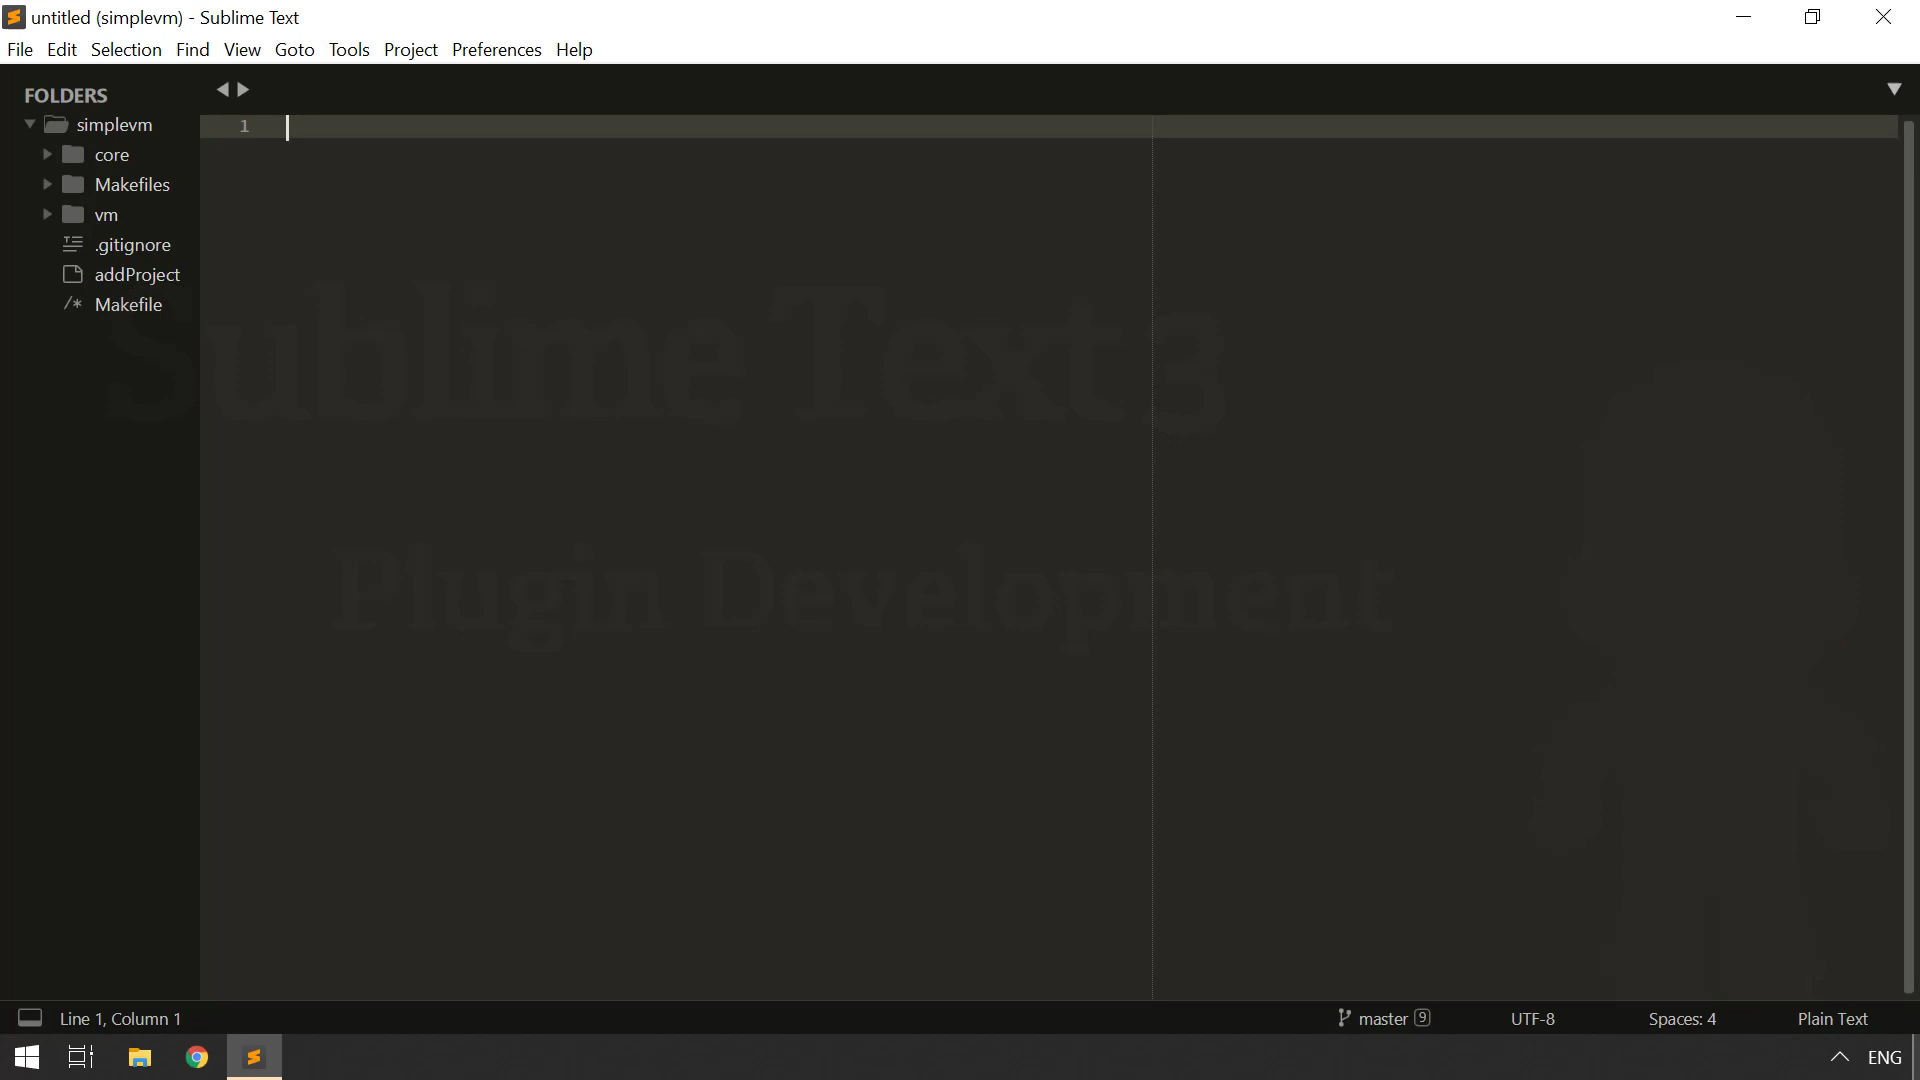 untitled (simplevm) - Sublime Text
File Edit Selection Find View Goto Tools Project Preferences Help
FOLDERS
simplevm
core
Makefiles
vm
.gitignore
addProject
/* Makefile
1
Sublime Text 3
Plugin Development
Line 1, Column 1
master 9
UTF-8
Spaces: 4
Plain Text
ENG